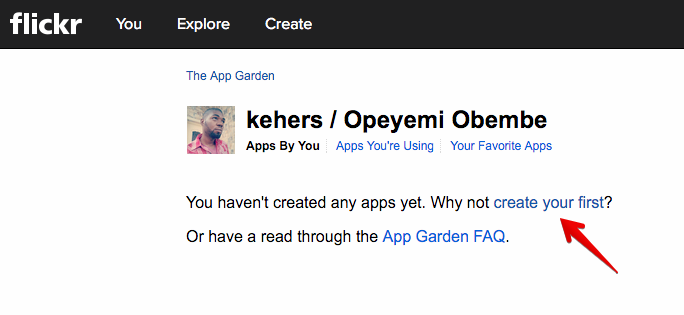 flickr You Explore Create
The App Garden
kehers / Opeyemi Obembe
Apps By You Apps You're Using Your Favorite Apps
You haven't created any apps yet. Why not create your first?
Or have a read through the App Garden FAQ.